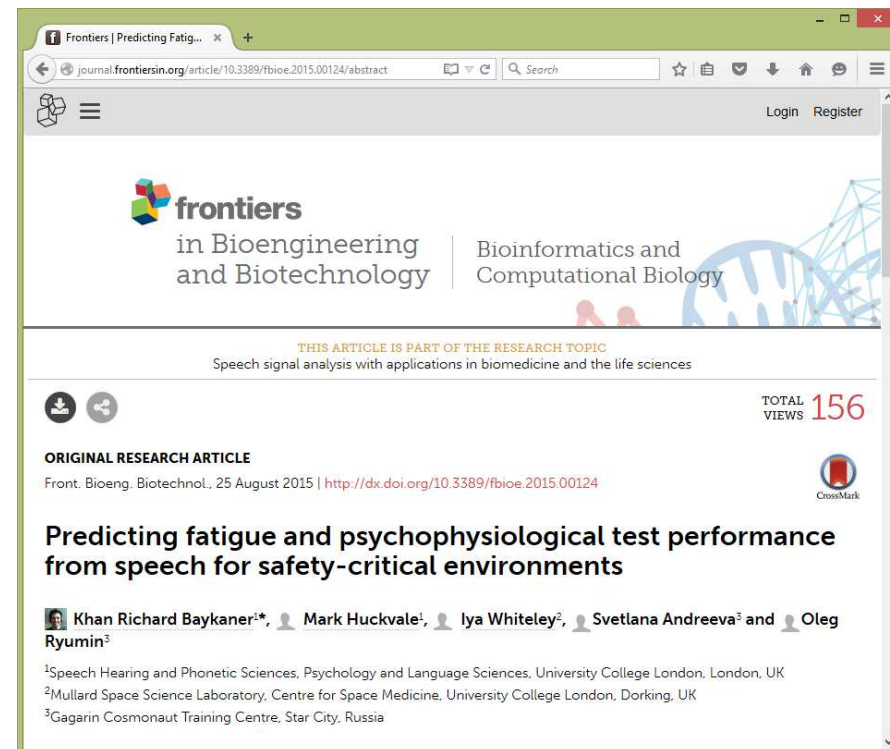 Frontiers | Predicting Fatig...
journal.frontiersin.org/article/10.3389/fbioe.2015.00124/abstract
Search
Login Register
frontiers
in Bioengineering
and Biotechnology
Bioinformatics and
Computational Biology
THIS ARTICLE IS PART OF THE RESEARCH TOPIC
Speech signal analysis with applications in biomedicine and the life sciences
TOTAL
VIEWS 156
ORIGINAL RESEARCH ARTICLE
Front. Bioeng. Biotechnol., 25 August 2015 | http://dx.doi.org/10.3389/fbioe.2015.00124
CrossMark
Predicting fatigue and psychophysiological test performance
from speech for safety-critical environments
Khan Richard Baykaner¹*, Mark Huckvale¹, Iya Whiteley², Svetlana Andreeva³ and Oleg
Ryumin³
¹Speech Hearing and Phonetic Sciences, Psychology and Language Sciences, University College London, London, UK
²Mullard Space Science Laboratory, Centre for Space Medicine, University College London, Dorking, UK
³Gagarin Cosmonaut Training Centre, Star City, Russia